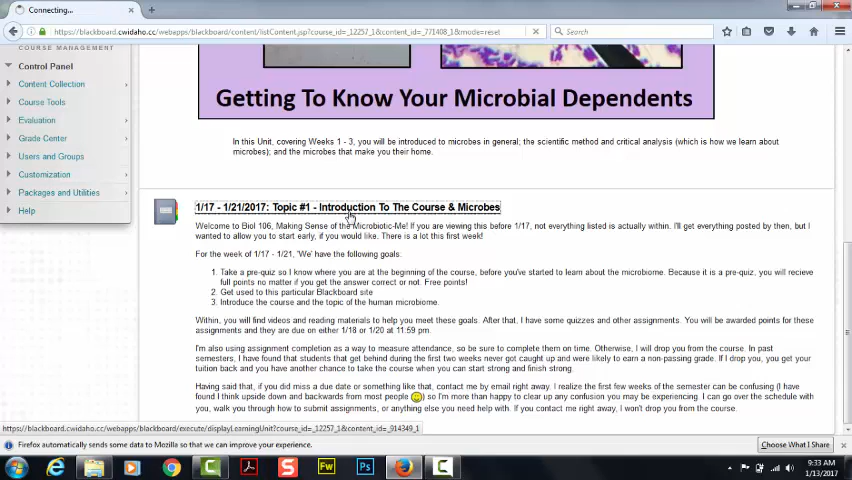 Connecting...
https://blackboard.cwidaho.cc/webapps/blackboard/content/listContent.jsp?course_id=_12257_1&content_id=_771408_1&mode=reset
Search
COURSE MANAGEMENT
Control Panel
Content Collection
Course Tools
Evaluation
Grade Center
Users and Groups
Customization
Packages and Utilities
Help
Getting To Know Your Microbial Dependents
In this Unit, covering Weeks 1 - 3, you will be introduced to microbes in general; the scientific method and critical analysis (which is how we learn about
microbes); and the microbes that make you their home.
1/17 - 1/21/2017: Topic #1 - Introduction To The Course & Microbes
Welcome to Biol 106, Making Sense of the Microbiotic-Me! If you are viewing this before 1/17, not everything listed is actually within. I'll get everything posted by then, but I
wanted to allow you to start early, if you would like. There is a lot this first week!
For the week of 1/17 - 1/21, 'We' have the following goals:
1. Take a pre-quiz so I know where you are at the beginning of the course, before you've started to learn about the microbiome. Because it is a pre-quiz, you will recieve
full points no matter if you get the answer correct or not. Free points!
2. Get used to this particular Blackboard site
3. Introduce the course and the topic of the human microbiome.
Within, you will find videos and reading materials to help you meet these goals. After that, I have some quizzes and other assignments. You will be awarded points for these
assignments and they are due on either 1/18 or 1/20 at 11:59 pm.
I'm also using assignment completion as a way to measure attendance, so be sure to complete them on time. Otherwise, I will drop you from the course. In past
semesters, I have found that students that get behind during the first two weeks never got caught up and were likely to earn a non-passing grade. If I drop you, you get your
tuition back and you have another chance to take the course when you can start strong and finish strong.
Having said that, if you did miss a due date or something like that, contact me by email right away. I realize the first few weeks of the semester can be confusing (I have
found I think upside down and backwards from most people ) so I'm more than happy to clear up any confusion you may be experiencing. I can go over the schedule with
you, walk you through how to submit assignments, or anything else you need help with. If you contact me right away, I won't drop you from the course.
https://blackboard.cwidaho.cc/webapps/blackboard/execute/displayLearningUnit?course_id=_12257_1&content_id=_914349_1
Firefox automatically sends some data to Mozilla so that we can improve your experience.
Choose What I Share
Fw
Ps
9:33 AM
1/13/2017